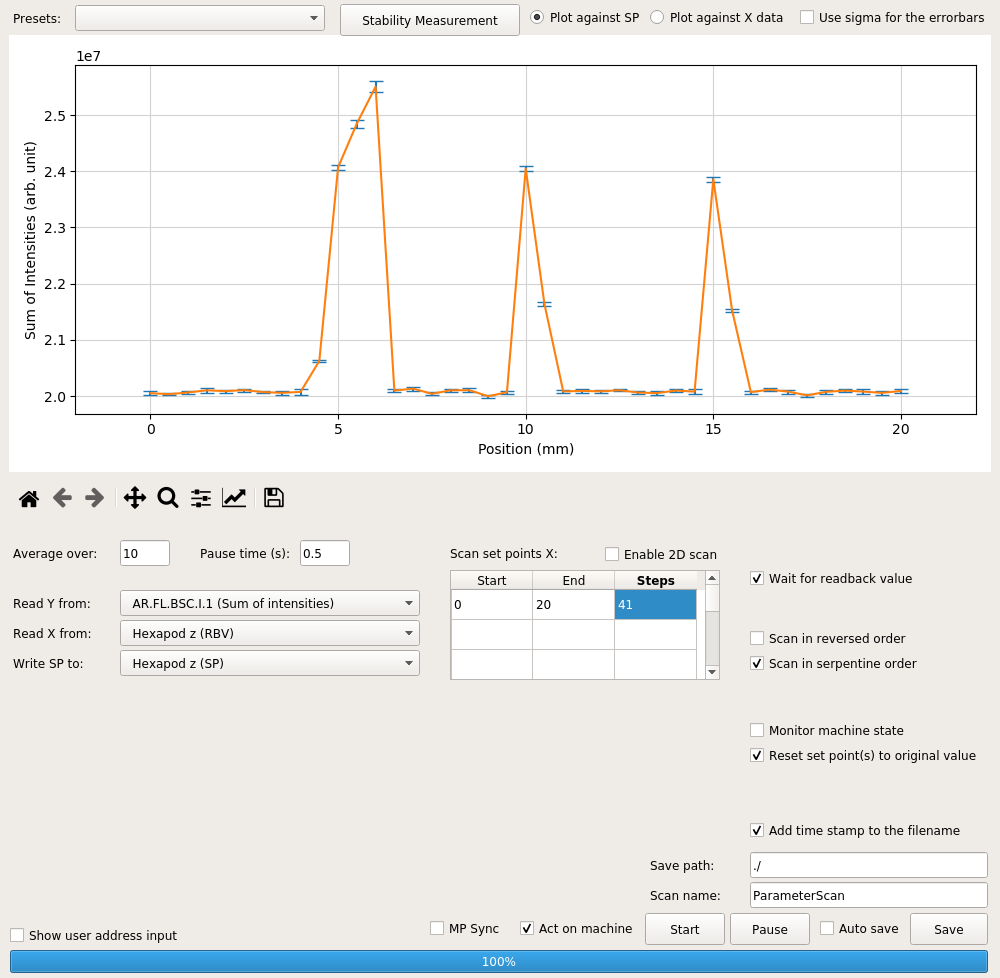 Presets:
Stability Measurement
Plot against SP
Plot against X data
Use sigma for the errorbars
1e7
2.5
2.4
2.3
2.2
2.1
2.0
Sum of Intensities (arb. unit)
0 5 10 15 20
Position (mm)
Average over: 10 Pause time (s): 0.5
Scan set points X: Enable 2D scan
Start End Steps
0 20 41
Read Y from: AR.FL.BSC.I.1 (Sum of intensities)
Read X from: Hexapod z (RBV)
Write SP to: Hexapod z (SP)
Wait for readback value
Scan in reversed order
Scan in serpentine order
Monitor machine state
Reset set point(s) to original value
Add time stamp to the filename
Save path: ./
Scan name: ParameterScan
Show user address input
MP Sync
Act on machine
Start
Pause
Auto save
Save
100%